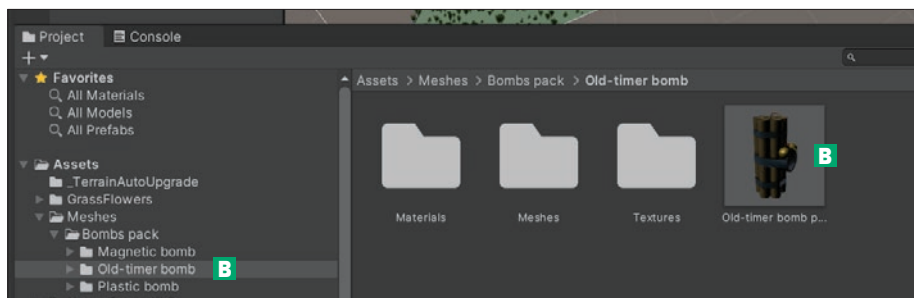 Project Console
Favorites
All Materials
All Models
All Prefabs
Assets
_TerrainAutoUpgrade
GrassFlowers
Meshes
Bombs pack
Magnetic bomb
Old-timer bomb B
Plastic bomb
Assets > Meshes > Bombs pack > Old-timer bomb
B
Materials Meshes Textures Old-timer bomb p...